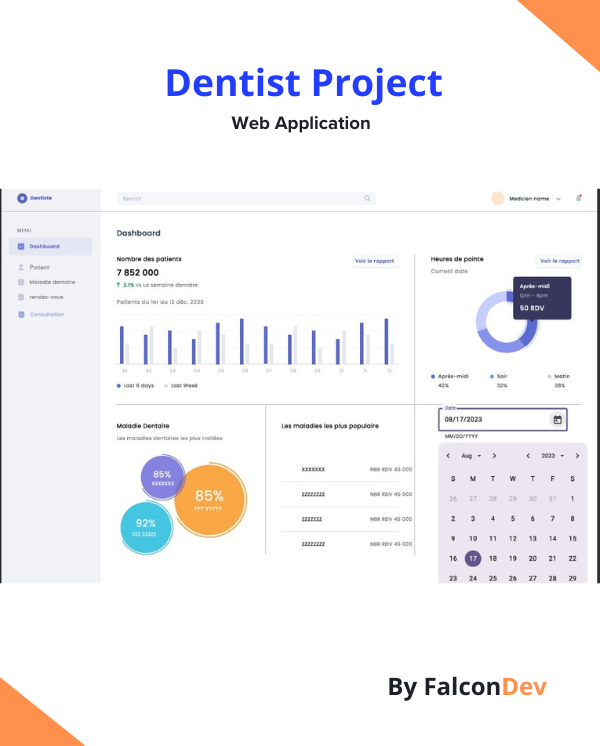 Dentist Project
Web Application
Dentiste
Search
Medcien name
MENU
Dashboard
Patient
Maladie dentaire
rendez-vous
Consultation
Dashboard
Nombre des patients
Voir le rapport
7 852 000
2.1% vs La semaine dernière
Patients du 1er au 12 déc. 2020
01 02 03 04 05 06 07 08 09 10 11 12
Last 6 days Last Week
Heures de pointe
Voir le rapport
Current date
Après-midi
1pm - 4pm
50 RDV
Après-midi Soir Matin
40% 32% 28%
Maladie Dentaire
Les maladies dentaires les plus traitées
85%
XXXXXXX
85%
YYY YYYYY
92%
ZZZ ZZZZZ
Les maladies les plus populaire
XXXXXXX NBR RDV 45 000
ZZZZZZZ NBR RDV 45 000
ZZZZZZ NBR RDV 45 000
ZZZZZZZ NBR RDV 45 000
Date
08/17/2023
MM/DD/YYYY
Aug 2023
S M T W T F S
26 27 28 29 30 31 1
2 3 4 5 6 7 8
9 10 11 12 13 14 15
16 17 18 19 20 21 22
23 24 25 26 27 28 29
By FalconDev